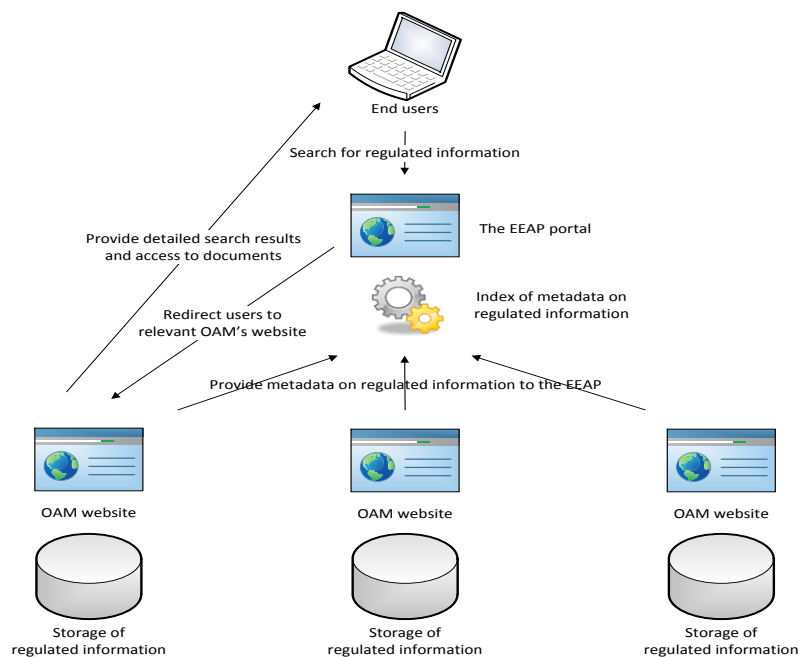 End users
Search for regulated information
The EEAP portal
Provide detailed search results
and access to documents
Index of metadata on
regulated information
Redirect users to
relevant OAM’s website
Provide metadata on regulated information to the EEAP
OAM website
OAM website
OAM website
Storage of
regulated information
Storage of
regulated information
Storage of
regulated information